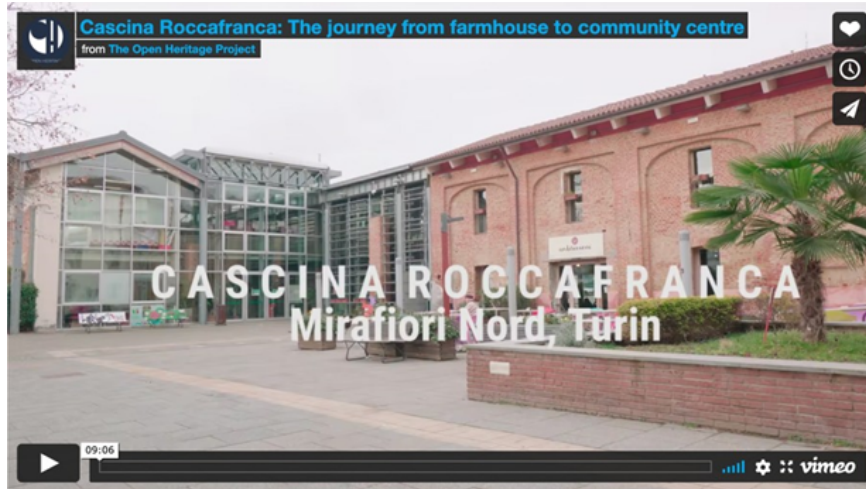 Cascina Roccafranca: The journey from farmhouse to community centre
from The Open Heritage Project
CASCINA ROCCAFRANCA
Mirafiori Nord, Turin
09:06
vimeo